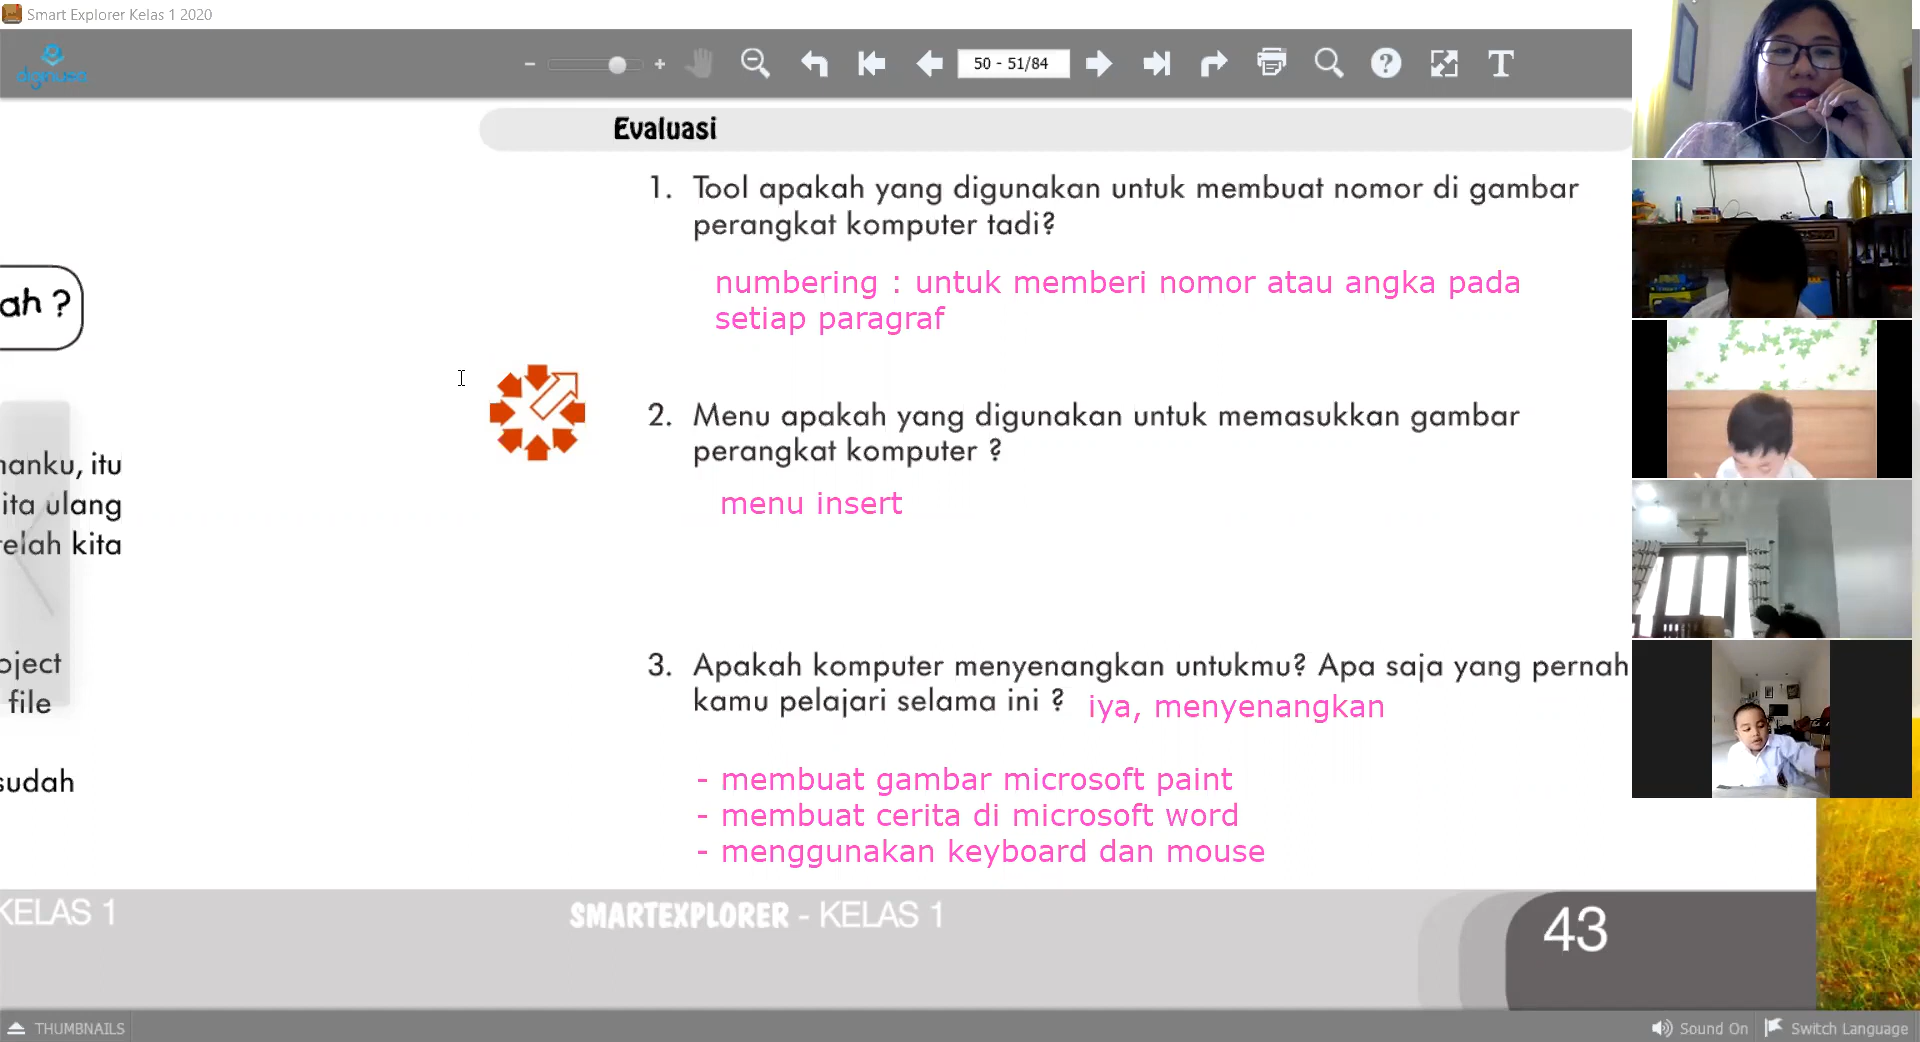 Smart Explorer Kelas 1 2020
50 - 51/84
Evaluasi
1. Tool apakah yang digunakan untuk membuat nomor di gambar
perangkat komputer tadi?
numbering : untuk memberi nomor atau angka pada
setiap paragraf
ah ?
2. Menu apakah yang digunakan untuk memasukkan gambar
perangkat komputer ?
menu insert
nanku, itu
ita ulang
elah kita
3. Apakah komputer menyenangkan untukmu? Apa saja yang pernah
kamu pelajari selama ini ? iya, menyenangkan
bject
file
- membuat gambar microsoft paint
- membuat cerita di microsoft word
- menggunakan keyboard dan mouse
sudah
KELAS 1
SMARTEXPLORER - KELAS 1
43
THUMBNAILS
Sound On
Switch Language